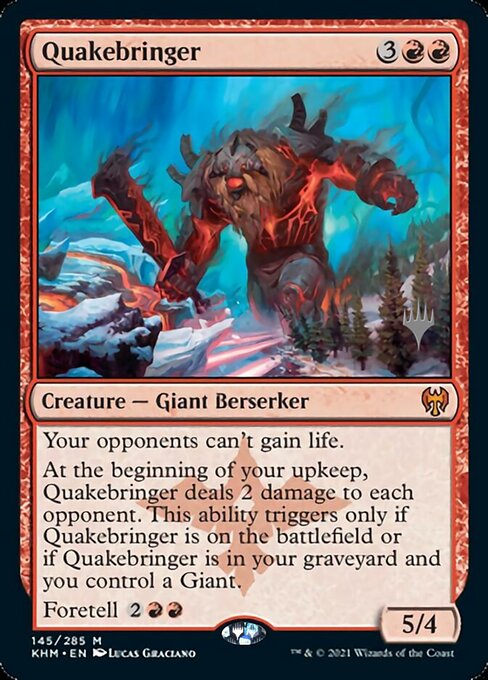 Quakebringer 3
Creature — Giant Berserker
Your opponents can't gain life.
At the beginning of your upkeep,
Quakebringer deals 2 damage to each
opponent. This ability triggers only if
Quakebringer is on the battlefield or
if Quakebringer is in your graveyard and
you control a Giant.
Foretell 2
5/4
145/285 M
KHM • EN Lucas Graciano
™ & © 2021 Wizards of the Coast